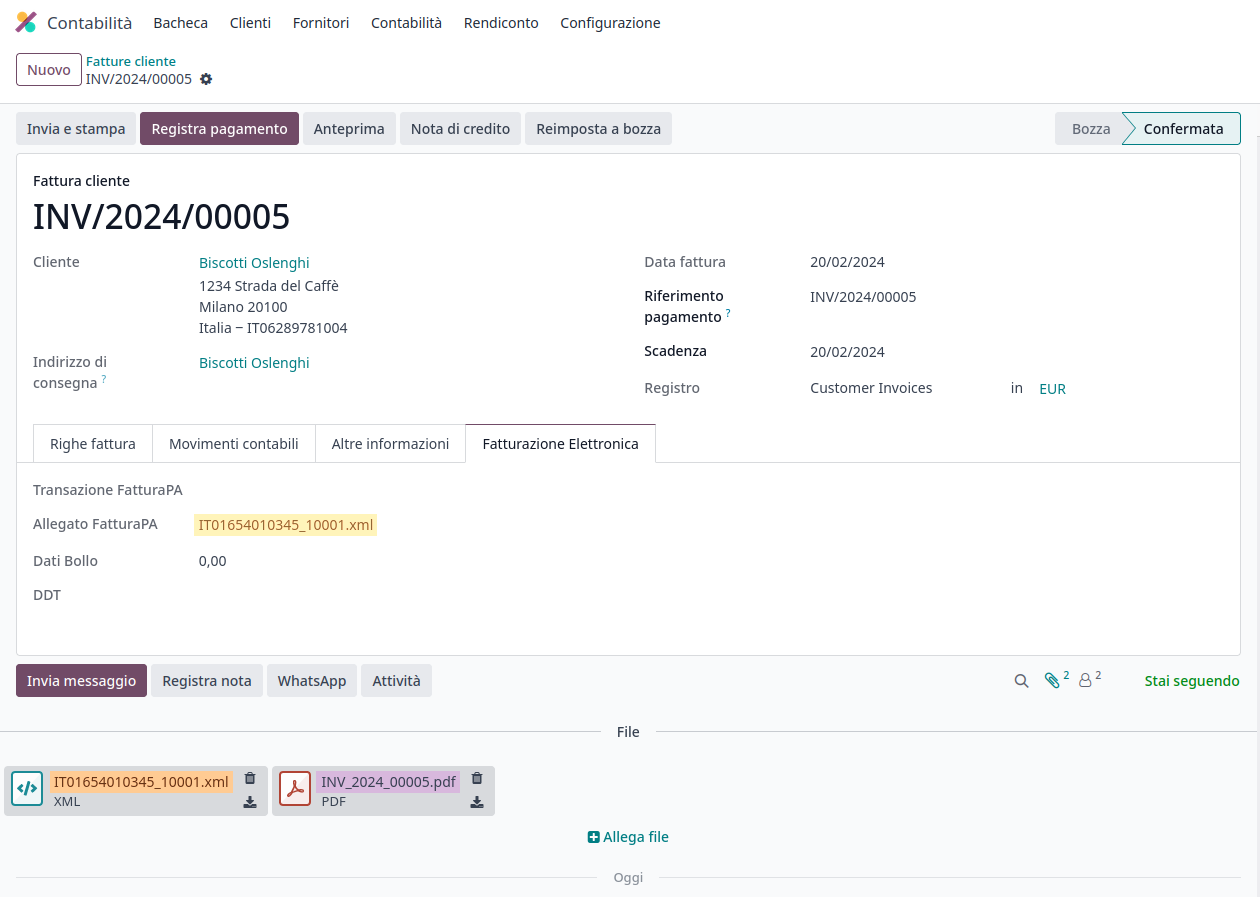 Contabilità Bacheca Clienti Fornitori Contabilità Rendiconto Configurazione
Nuovo
Fatture cliente
INV/2024/00005
Invia e stampa Registra pagamento Anteprima Nota di credito Reimposta a bozza Bozza Confermata
Fattura cliente
INV/2024/00005
Cliente
Biscotti Oslenghi
1234 Strada del Caffè
Milano 20100
Italia – IT06289781004
Indirizzo di
consegna ?
Biscotti Oslenghi
Data fattura 20/02/2024
Riferimento
pagamento ?
INV/2024/00005
Scadenza 20/02/2024
Registro Customer Invoices in EUR
Righe fattura Movimenti contabili Altre informazioni Fatturazione Elettronica
Transazione FatturaPA
Allegato FatturaPA IT01654010345_10001.xml
Dati Bollo 0,00
DDT
Invia messaggio Registra nota WhatsApp Attività 2 2 Stai seguendo
File
IT01654010345_10001.xml
XML
INV_2024_00005.pdf
PDF
Allega file
Oggi